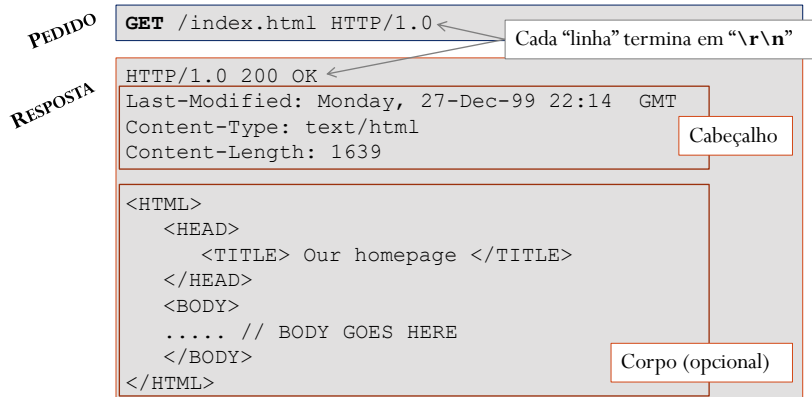 PEDIDO
GET /index.html HTTP/1.0
Cada “linha” termina em “\r\n”
RESPOSTA
HTTP/1.0 200 OK
Last-Modified: Monday, 27-Dec-99 22:14  GMT
Content-Type: text/html
Content-Length: 1639
Cabeçalho
<HTML>
   <HEAD>
      <TITLE> Our homepage </TITLE>
   </HEAD>
   <BODY>
   ..... // BODY GOES HERE
   </BODY>
</HTML>
Corpo (opcional)